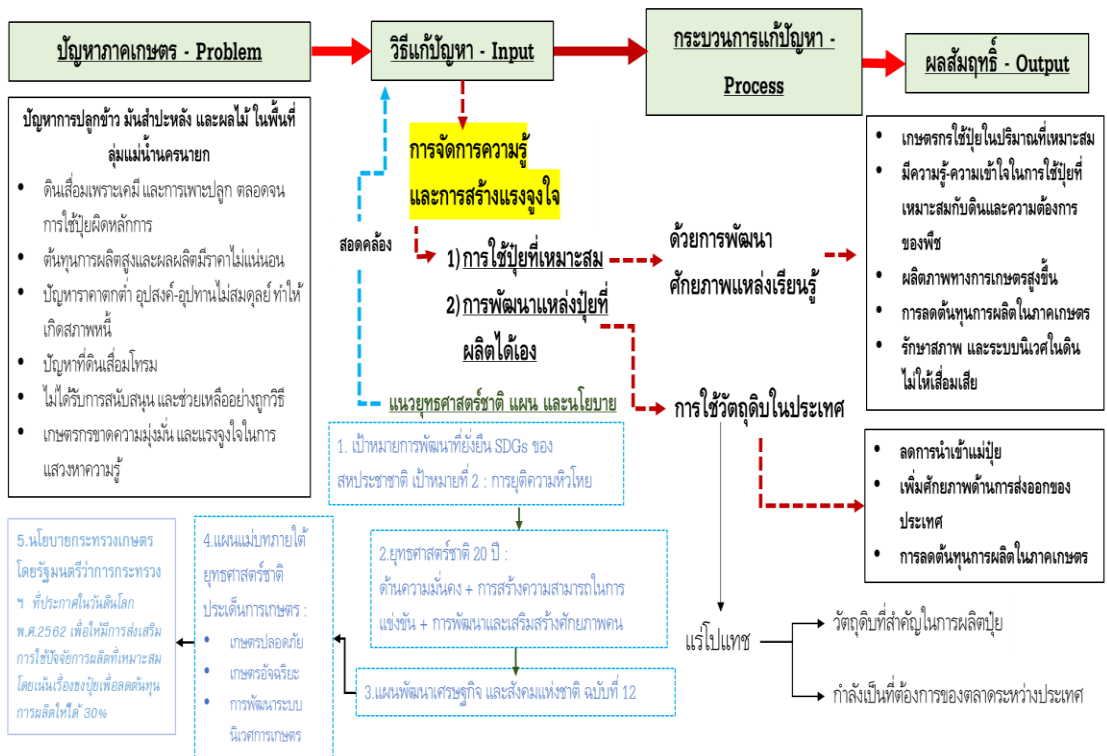 ปัญหาภาคเกษตร - Problem
วิธีแก้ปัญหา - Input
กระบวนการแก้ปัญหา -
Process
ผลสัมฤทธิ์ - Output
ปัญหาการปลูกข้าว มันสำปะหลัง และผลไม้ ในพื้นที่
ลุ่มแม่น้ำนครนายก
• ดินเสื่อมเพราะเคมี และการเพาะปลูก ตลอดจน
การใช้ปุ๋ยผิดหลักการ
• ต้นทุนการผลิตสูงและผลผลิตมีราคาไม่แน่นอน
• ปัญหาราคาตกต่ำ อุปสงค์-อุปทานไม่สมดุลย์ ทำให้
เกิดสภาพหนี้
• ปัญหาที่ดินเสื่อมโทรม
• ไม่ได้รับการสนับสนุน และช่วยเหลืออย่างถูกวิธี
• เกษตรกรขาดความมุ่งมั่น และแรงจูงใจในการ
แสวงหาความรู้
การจัดการความรู้
และการสร้างแรงจูงใจ
สอดคล้อง
1) การใช้ปุ๋ยที่เหมาะสม
2) การพัฒนาแหล่งปุ๋ยที่
ผลิตได้เอง
ด้วยการพัฒนา
ศักยภาพแหล่งเรียนรู้
การใช้วัตถุดิบในประเทศ
• เกษตรกรใช้ปุ๋ยในปริมาณที่เหมาะสม
• มีความรู้-ความเข้าใจในการใช้ปุ๋ยที่
เหมาะสมกับดินและความต้องการ
ของพืช
• ผลิตภาพทางการเกษตรสูงขึ้น
• การลดต้นทุนการผลิตในภาคเกษตร
• รักษาสภาพ และระบบนิเวศในดิน
ไม่ให้เสื่อมเสีย
• ลดการนำเข้าแม่ปุ๋ย
• เพิ่มศักยภาพด้านการส่งออกของ
ประเทศ
• การลดต้นทุนการผลิตในภาคเกษตร
แนวยุทธศาสตร์ชาติ แผน และนโยบาย
1. เป้าหมายการพัฒนาที่ยั่งยืน SDGs ของ
สหประชาชาติ เป้าหมายที่ 2 : การยุติความหิวโหย
2.ยุทธศาสตร์ชาติ 20 ปี :
ด้านความมั่นคง + การสร้างความสามารถในการ
แข่งขัน + การพัฒนาและเสริมสร้างศักยภาพคน
3.แผนพัฒนาเศรษฐกิจ และสังคมแห่งชาติ ฉบับที่ 12
4.แผนแม่บทภายใต้
ยุทธศาสตร์ชาติ
ประเด็นการเกษตร :
• เกษตรปลอดภัย
• เกษตรอัจฉริยะ
• การพัฒนาระบบ
นิเวศการเกษตร
5.นโยบายกระทรวงเกษตร
โดยรัฐมนตรีว่าการกระทรวง
ฯ ที่ประกาศในวันดินโลก
พ.ศ.2562 เพื่อให้มีการส่งเสริม
การใช้ปัจจัยการผลิตที่เหมาะสม
โดยเน้นเรื่องของปุ๋ยเพื่อลดต้นทุน
การผลิตให้ได้ 30%
แร่โปแทช
วัตถุดิบที่สำคัญในการผลิตปุ๋ย
กำลังเป็นที่ต้องการของตลาดระหว่างประเทศ